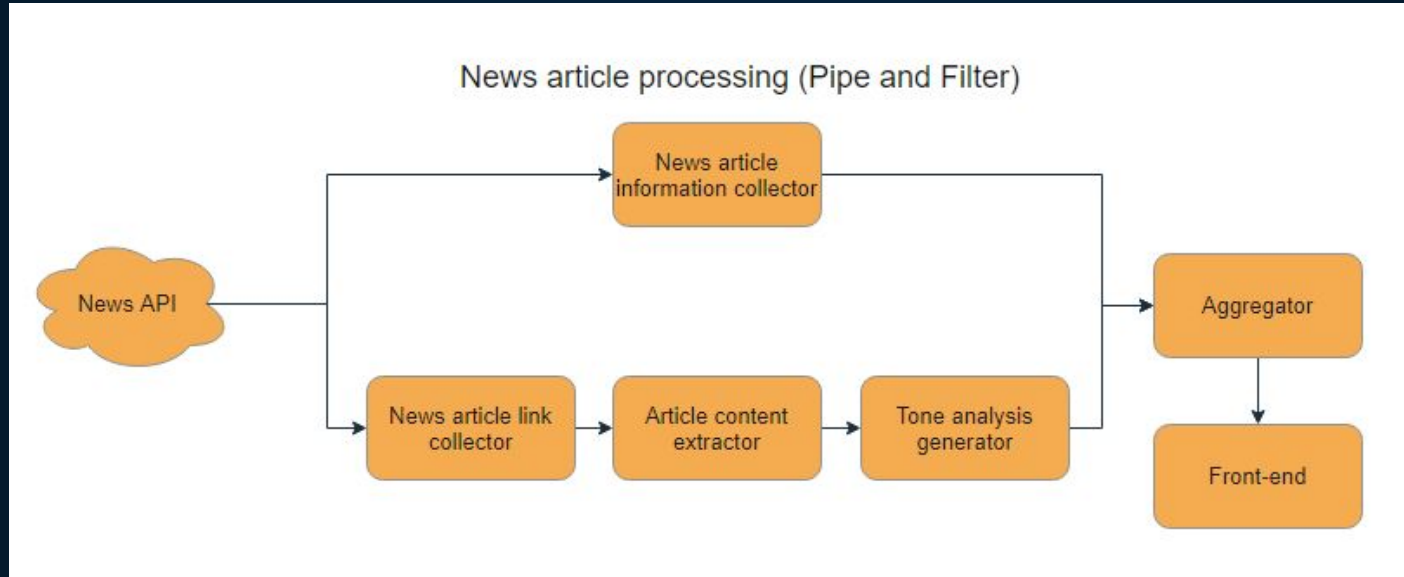 News article processing (Pipe and Filter)
News article
information collector
News API
Aggregator
News article link
collector
Article content
extractor
Tone analysis
generator
Front-end